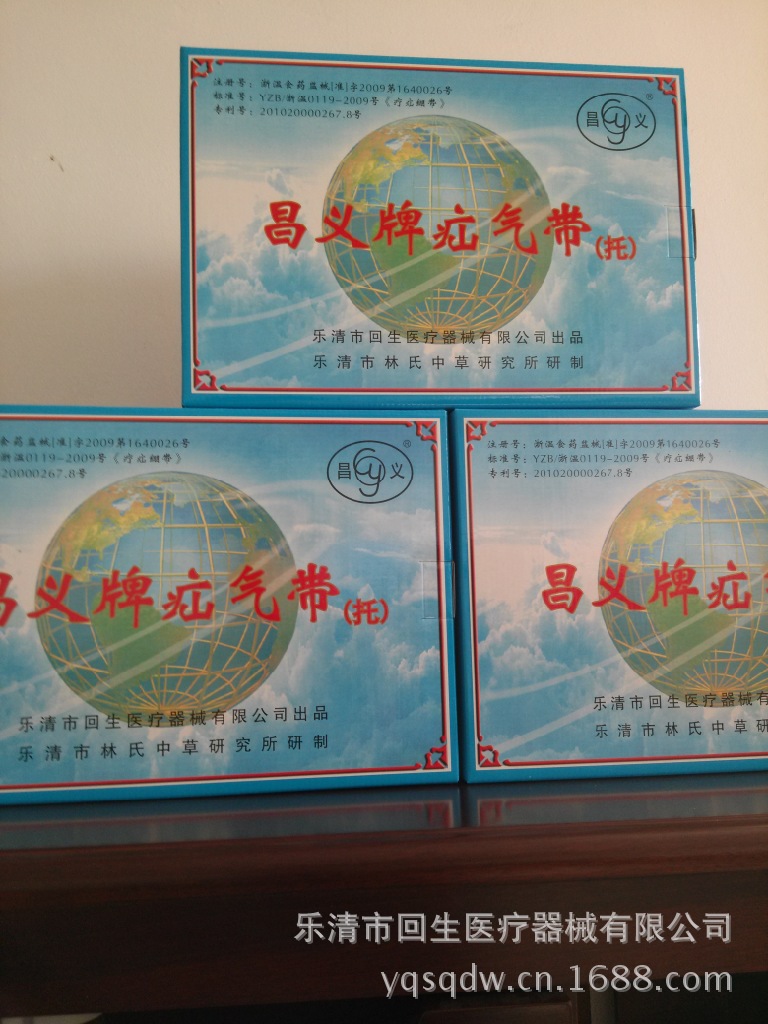 注册号：浙温食药监械(准)字2009第1640026号
标准号：YZB/浙温0119-2009号《疗疝绷带》
专利号：201020000267.8号
昌 Cy 义 ®
昌义牌疝气带(托)
乐清市回生医疗器械有限公司出品
乐清市林氏中草研究所研制
食药监械(准)字2009第1640026号
浙温0119-2009号《疗疝绷带》
20000267.8号
昌 Cy 义 ®
昌义牌疝气带(托)
乐清市回生医疗器械有限公司出品
乐清市林氏中草研究所研制
注册号：浙温食药监械(准)字2009第1640026号
标准号：YZB/浙温0119-2009号《疗疝绷带》
专利号：201020000267.8号
昌义牌疝
乐清市回生医疗器械有
乐清市林氏中草研
乐清市回生医疗器械有限公司
yqsqdw.cn.1688.com